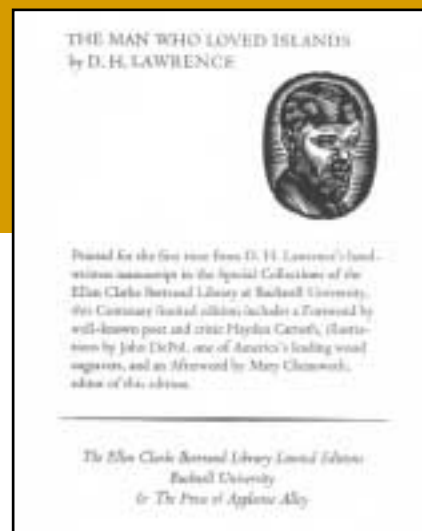 THE MAN WHO LOVED ISLANDS
by D. H. LAWRENCE
Printed for the first time from D. H. Lawrence's hand-
written manuscript in the Special Collections of the
Ellen Clarke Bertrand Library at Bucknell University,
this Centenary limited edition includes a Foreword by
well-known poet and critic Hayden Carruth, illustra-
tions by John DePol, one of America's leading wood
engravers, and an Afterword by Mary
editor of this edition.
The Ellen Clarke Bertrand Library Limited Editions
Bucknell University
& The Press of Appletree Alley